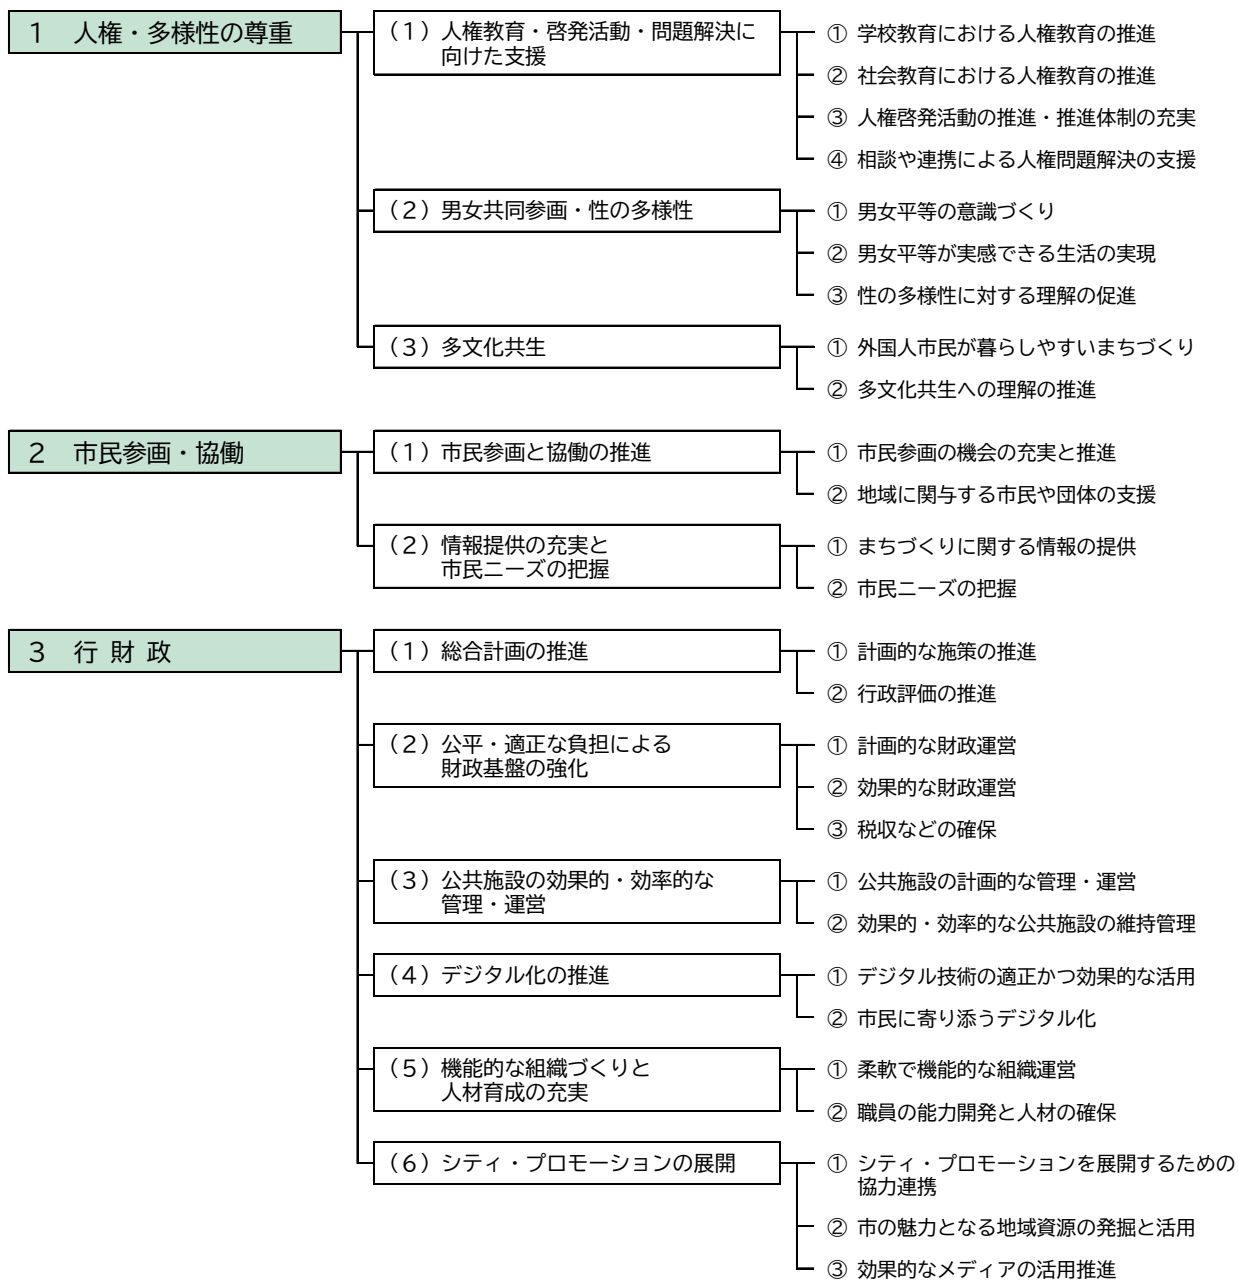 1 人権・多様性の尊重
（1）人権教育・啓発活動・問題解決に
向けた支援
① 学校教育における人権教育の推進
② 社会教育における人権教育の推進
③ 人権啓発活動の推進・推進体制の充実
④ 相談や連携による人権問題解決の支援
（2）男女共同参画・性の多様性
① 男女平等の意識づくり
② 男女平等が実感できる生活の実現
③ 性の多様性に対する理解の促進
（3）多文化共生
① 外国人市民が暮らしやすいまちづくり
② 多文化共生への理解の推進
2 市民参画・協働
（1）市民参画と協働の推進
① 市民参画の機会の充実と推進
② 地域に関与する市民や団体の支援
（2）情報提供の充実と
市民ニーズの把握
① まちづくりに関する情報の提供
② 市民ニーズの把握
3 行 財 政
（1）総合計画の推進
① 計画的な施策の推進
② 行政評価の推進
（2）公平・適正な負担による
財政基盤の強化
① 計画的な財政運営
② 効果的な財政運営
③ 税収などの確保
（3）公共施設の効果的・効率的な
管理・運営
① 公共施設の計画的な管理・運営
② 効果的・効率的な公共施設の維持管理
（4）デジタル化の推進
① デジタル技術の適正かつ効果的な活用
② 市民に寄り添うデジタル化
（5）機能的な組織づくりと
人材育成の充実
① 柔軟で機能的な組織運営
② 職員の能力開発と人材の確保
（6）シティ・プロモーションの展開
① シティ・プロモーションを展開するための
協力連携
② 市の魅力となる地域資源の発掘と活用
③ 効果的なメディアの活用推進